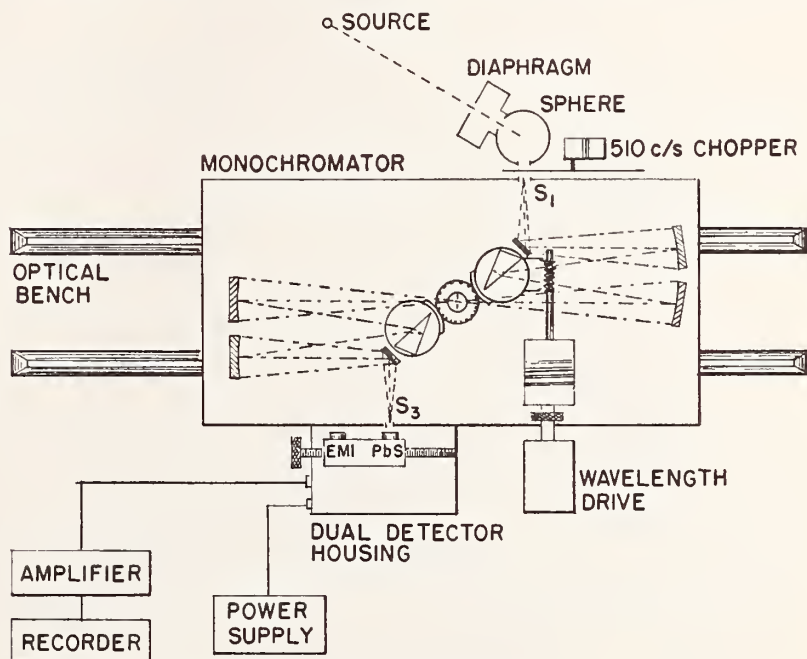 SOURCE
DIAPHRAGM
SPHERE
510 c/s CHOPPER
MONOCHROMATOR
S1
OPTICAL
BENCH
S3
EMI PbS
WAVELENGTH
DRIVE
DUAL DETECTOR
HOUSING
AMPLIFIER
POWER
SUPPLY
RECORDER